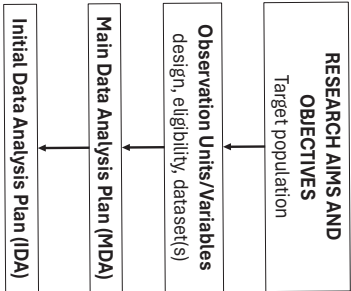 RESEARCH AIMS AND
OBJECTIVES
Target population
Observation Units/Variables
design, eligibility, dataset(s)
Main Data Analysis Plan (MDA)
Initial Data Analysis Plan (IDA)